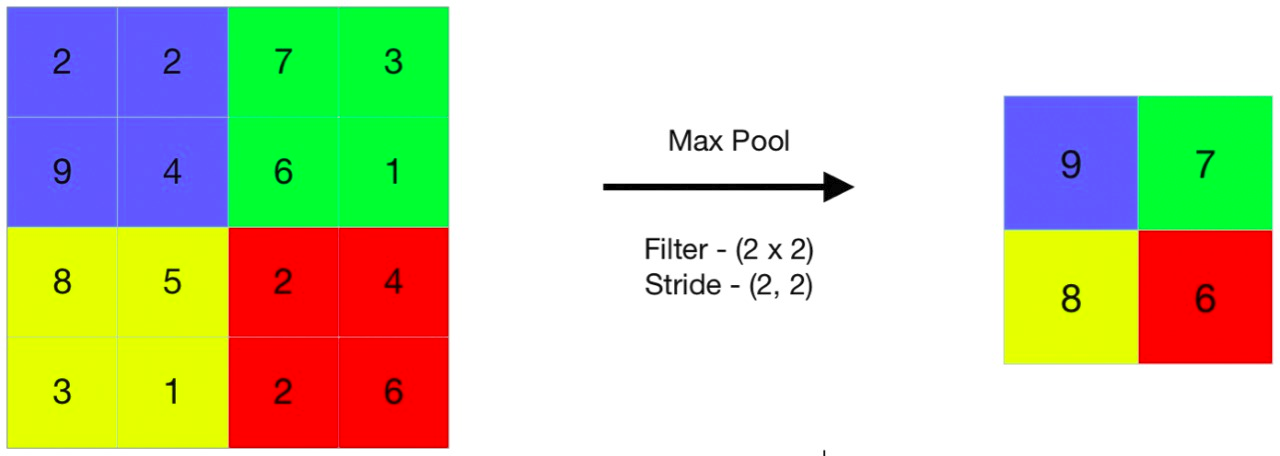 2 2 7 3
9 4 6 1
8 5 2 4
3 1 2 6
Max Pool
Filter - (2 x 2)
Stride - (2, 2)
9 7
8 6